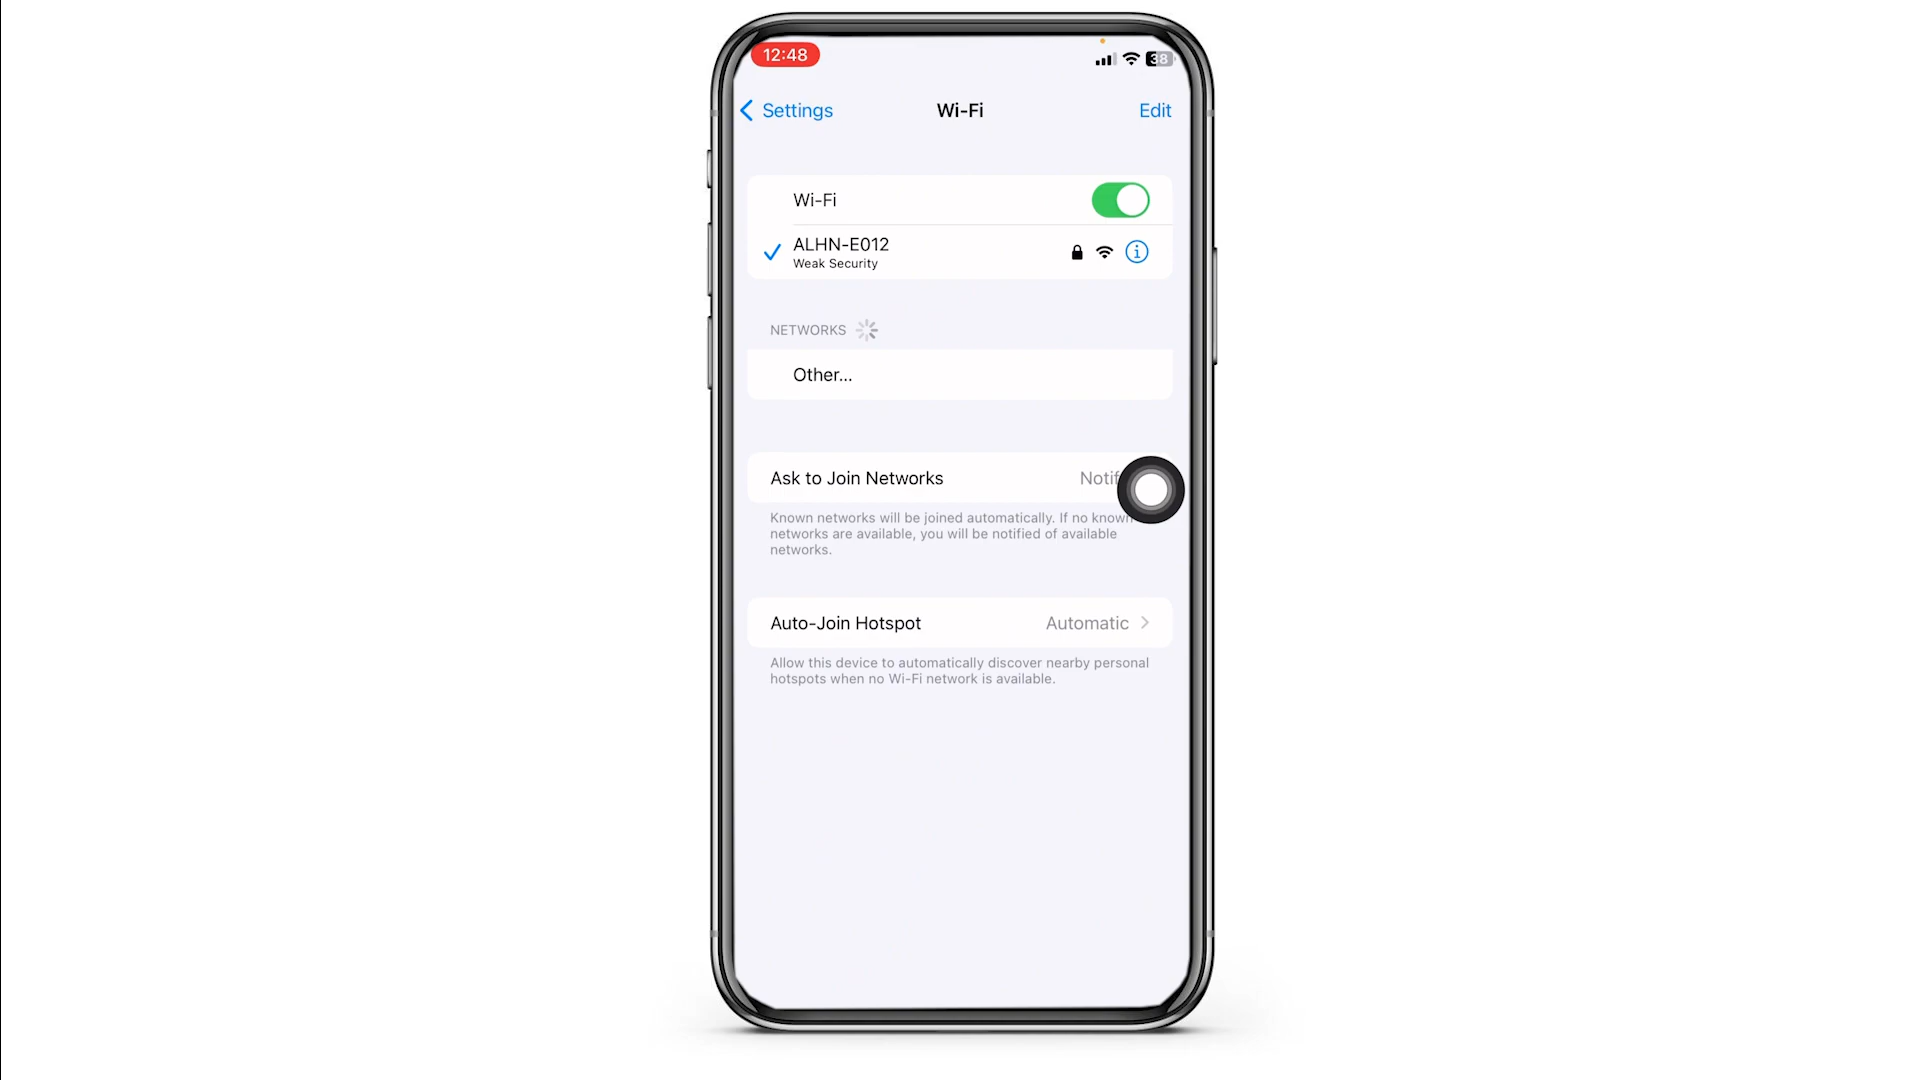 12:48
38
Settings
Wi-Fi
Edit
Wi-Fi
ALHN-E012
Weak Security
NETWORKS
Other...
Ask to Join Networks
Known networks will be joined automatically. If no known
networks are available, you will be notified of available
networks.
Auto-Join Hotspot Automatic
Allow this device to automatically discover nearby personal
hotspots when no Wi-Fi network is available.